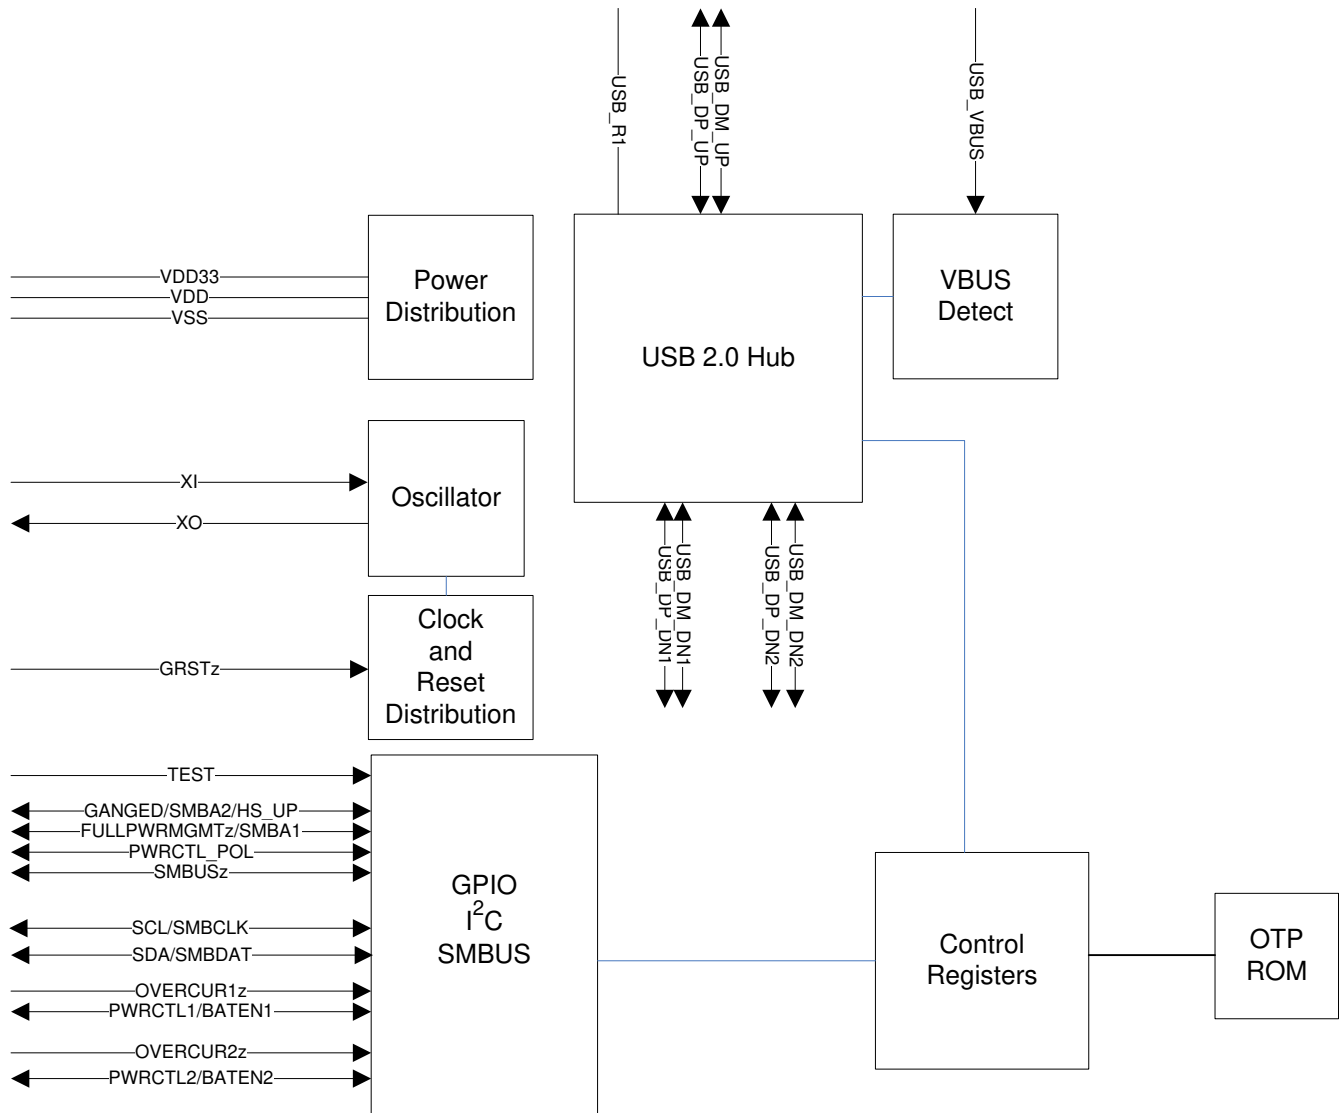 USB_R1
USB_DP_UP
USB_DM_UP
USB_VBUS
VDD33
VDD
VSS
Power
Distribution
USB 2.0 Hub
VBUS
Detect
XI
XO
Oscillator
GRSTz
Clock
and
Reset
Distribution
USB_DP_DN1
USB_DM_DN1
USB_DP_DN2
USB_DM_DN2
TEST
GANGED/SMBA2/HS_UP
FULLPWRMGMTz/SMBA1
PWRCTL_POL
SMBUSz
SCL/SMBCLK
SDA/SMBDAT
OVERCUR1z
PWRCTL1/BATEN1
OVERCUR2z
PWRCTL2/BATEN2
GPIO
I²C
SMBUS
Control
Registers
OTP
ROM